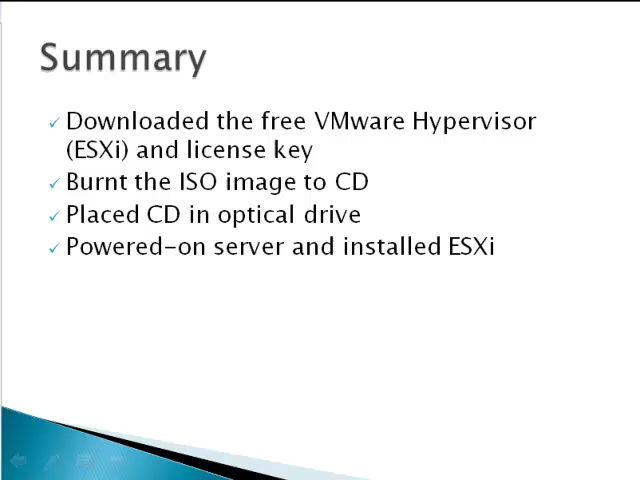 Summary
✓ Downloaded the free VMware Hypervisor
(ESXi) and license key
✓ Burnt the ISO image to CD
✓ Placed CD in optical drive
✓ Powered-on server and installed ESXi